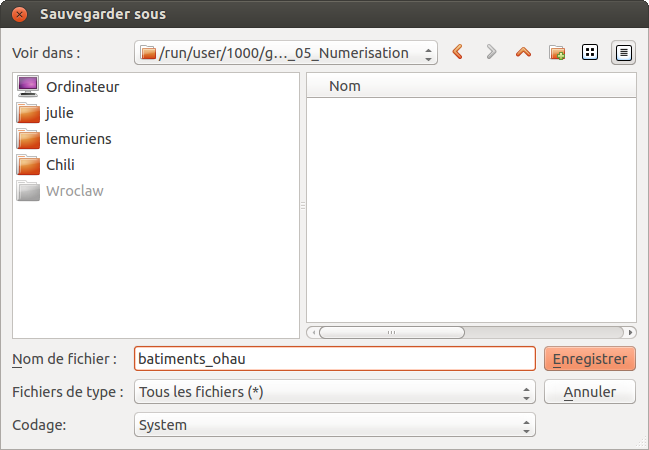 Sauvegarder sous
Voir dans : /run/user/1000/g..._05_Numerisation
Ordinateur
julie
lemuriens
Chili
Wroclaw
Nom
Nom de fichier : batiments_ohau Enregistrer
Fichiers de type : Tous les fichiers (*) Annuler
Codage: System